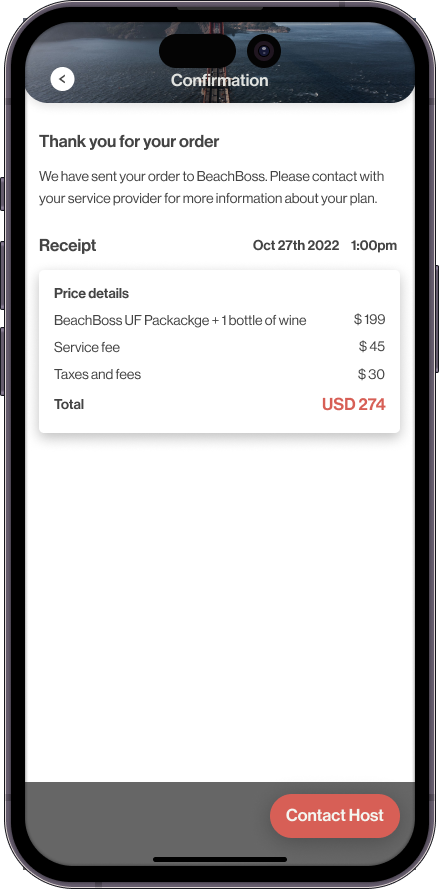 Confirmation
Thank you for your order
We have sent your order to BeachBoss. Please contact with
your service provider for more information about your plan.
Receipt Oct 27th 2022 1:00pm
Price details
BeachBoss UF Packackge + 1 bottle of wine $ 199
Service fee $ 45
Taxes and fees $ 30
Total USD 274
Contact Host